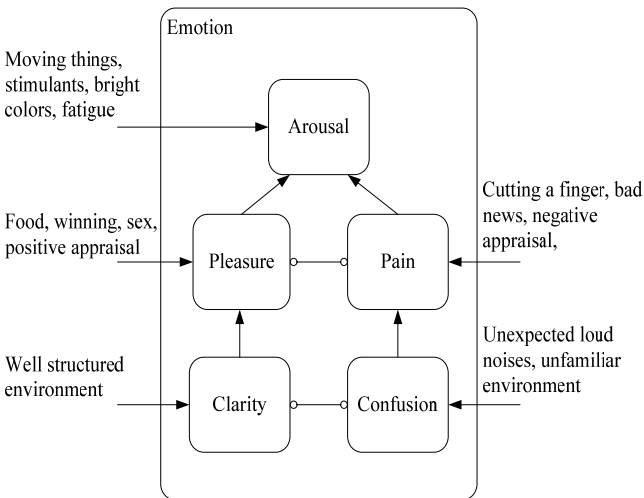 Emotion
Moving things,
stimulants, bright
colors, fatigue
Arousal
Food, winning, sex,
positive appraisal
Pleasure
Pain
Cutting a finger, bad
news, negative
appraisal,
Well structured
environment
Clarity
Confusion
Unexpected loud
noises, unfamiliar
environment